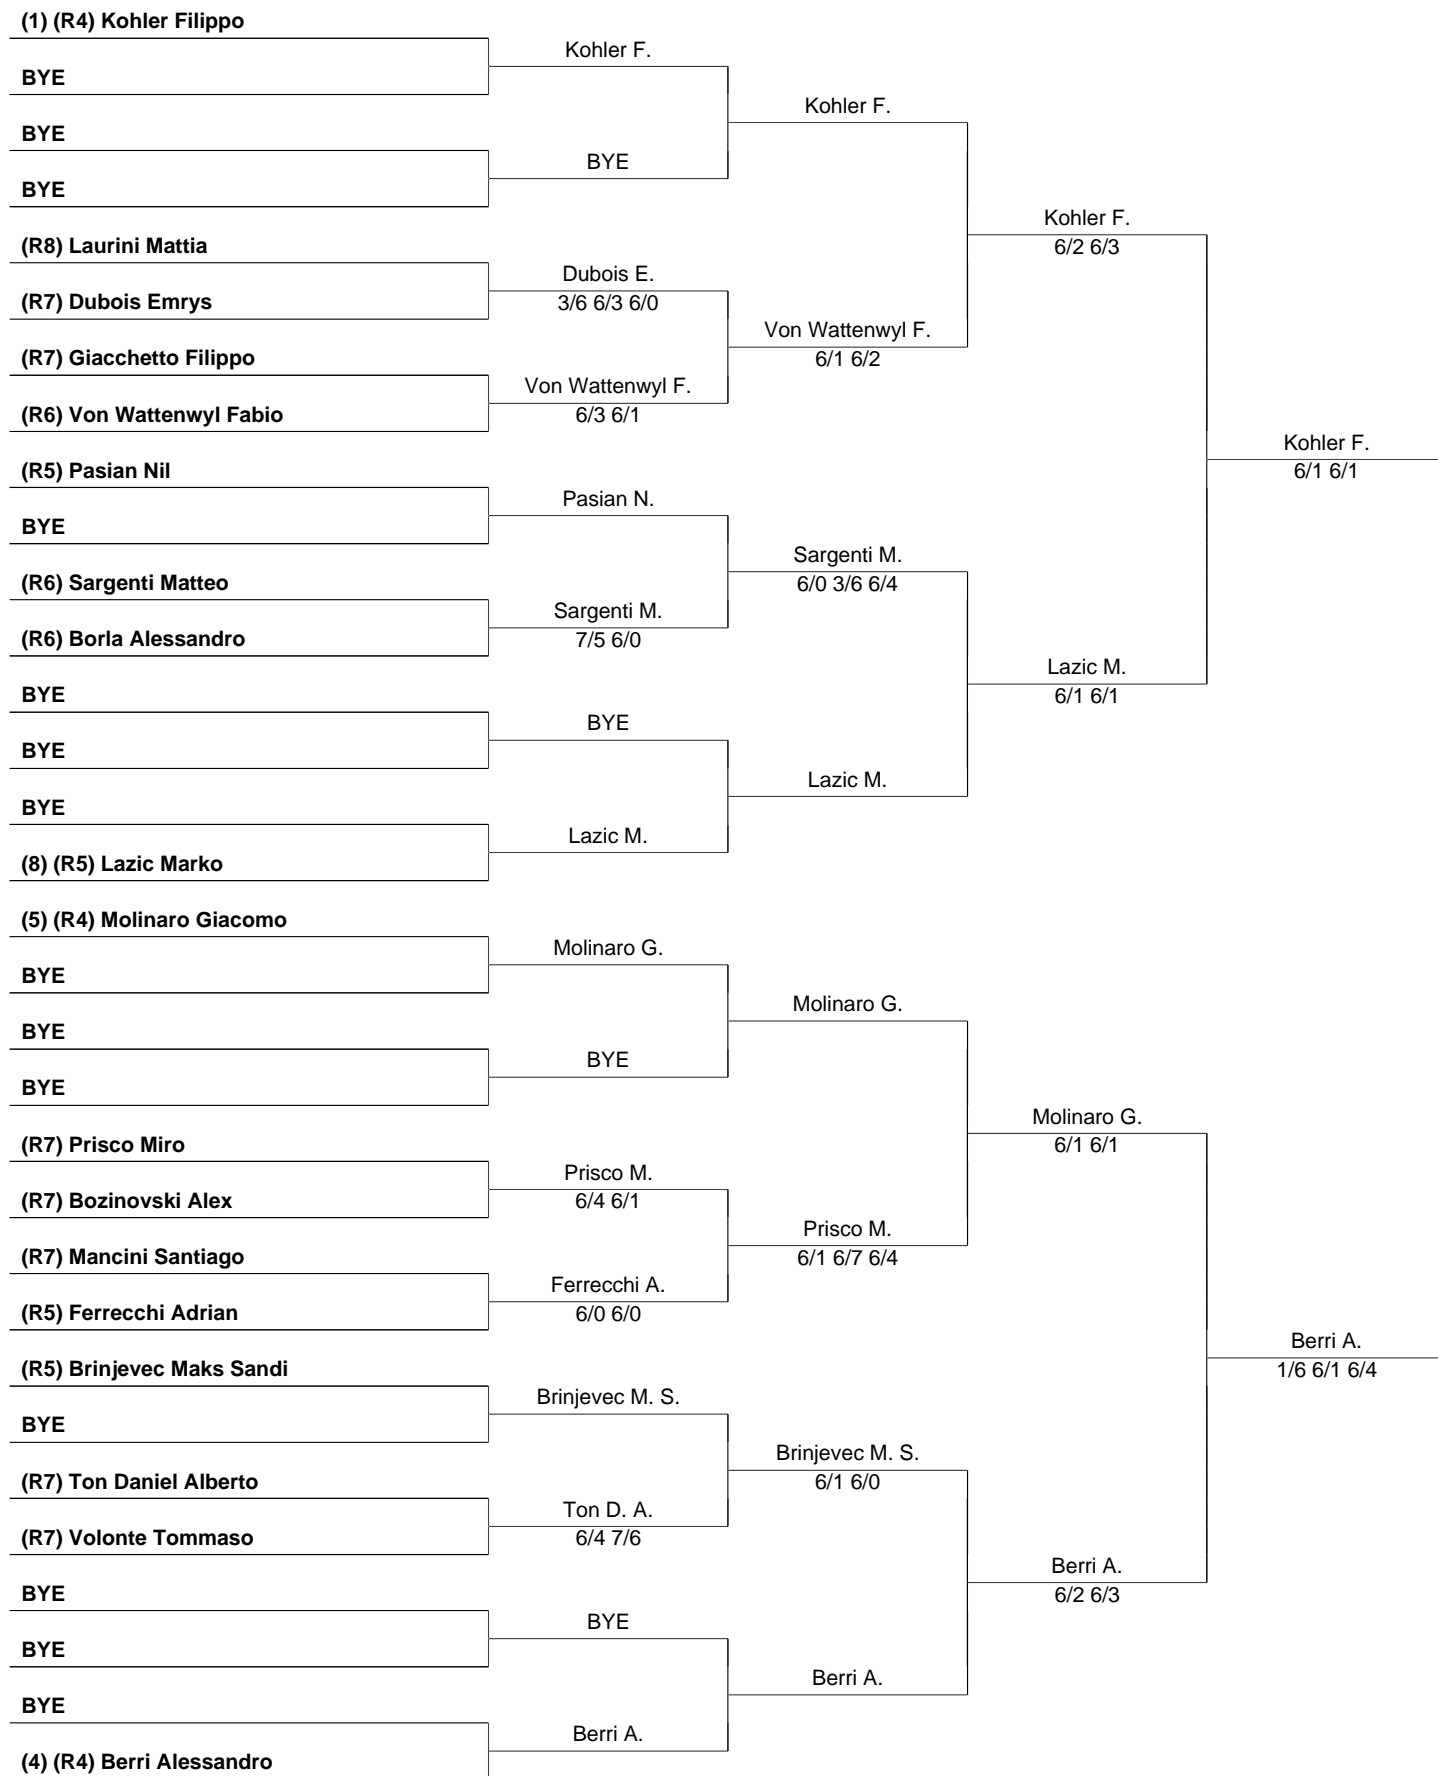 (1) (R4) Kohler Filippo
BYE
BYE
BYE
(R8) Laurini Mattia
(R7) Dubois Emrys
(R7) Giacchetto Filippo
(R6) Von Wattenwyl Fabio
(R5) Pasian Nil
BYE
(R6) Sargenti Matteo
(R6) Borla Alessandro
BYE
BYE
BYE
(8) (R5) Lazic Marko
(5) (R4) Molinaro Giacomo
BYE
BYE
BYE
(R7) Prisco Miro
(R7) Bozinovski Alex
(R7) Mancini Santiago
(R5) Ferrecchi Adrian
(R5) Brinjevec Maks Sandi
BYE
(R7) Ton Daniel Alberto
(R7) Volonte Tommaso
BYE
BYE
BYE
(4) (R4) Berri Alessandro
Kohler F.
BYE
Dubois E.
3/6 6/3 6/0
Von Wattenwyl F.
6/3 6/1
Pasian N.
Sargenti M.
7/5 6/0
BYE
Lazic M.
Molinaro G.
BYE
Prisco M.
6/4 6/1
Ferrecchi A.
6/0 6/0
Brinjevec M. S.
Ton D. A.
6/4 7/6
BYE
Berri A.
Kohler F.
Von Wattenwyl F.
6/1 6/2
Sargenti M.
6/0 3/6 6/4
Lazic M.
Molinaro G.
Prisco M.
6/1 6/7 6/4
Brinjevec M. S.
6/1 6/0
Berri A.
Kohler F.
6/2 6/3
Lazic M.
6/1 6/1
Molinaro G.
6/1 6/1
Berri A.
6/2 6/3
Kohler F.
6/1 6/1
Berri A.
1/6 6/1 6/4